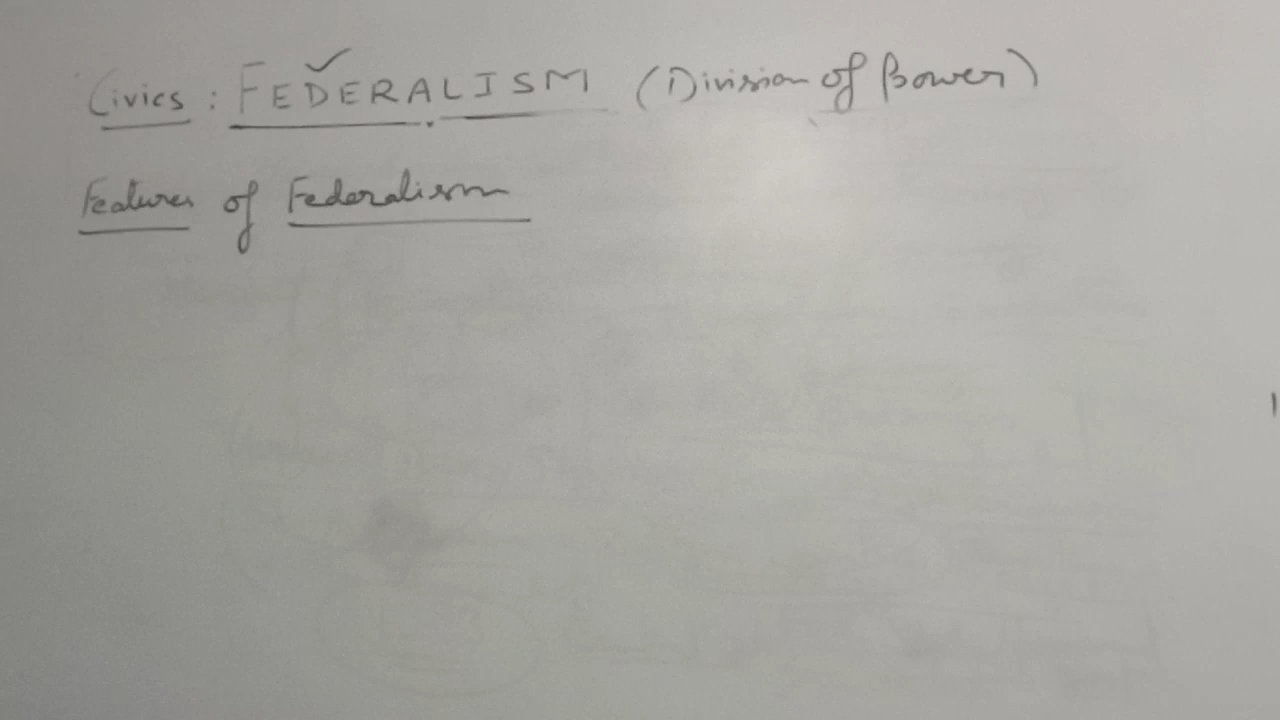 Civics : FEDERALISM (Division of Power)
Features of Federalism